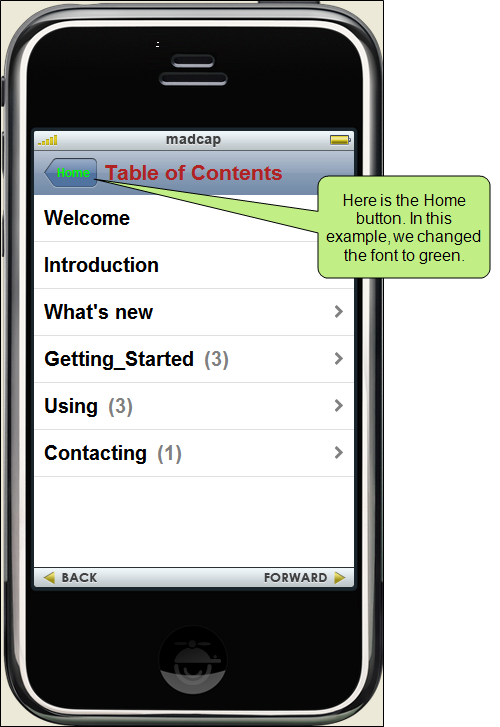 madcap
Home
Table of Contents
Here is the Home
button. In this
example, we changed
the font to green.
Welcome
Introduction
What's new
Getting_Started (3)
Using (3)
Contacting (1)
BACK
FORWARD